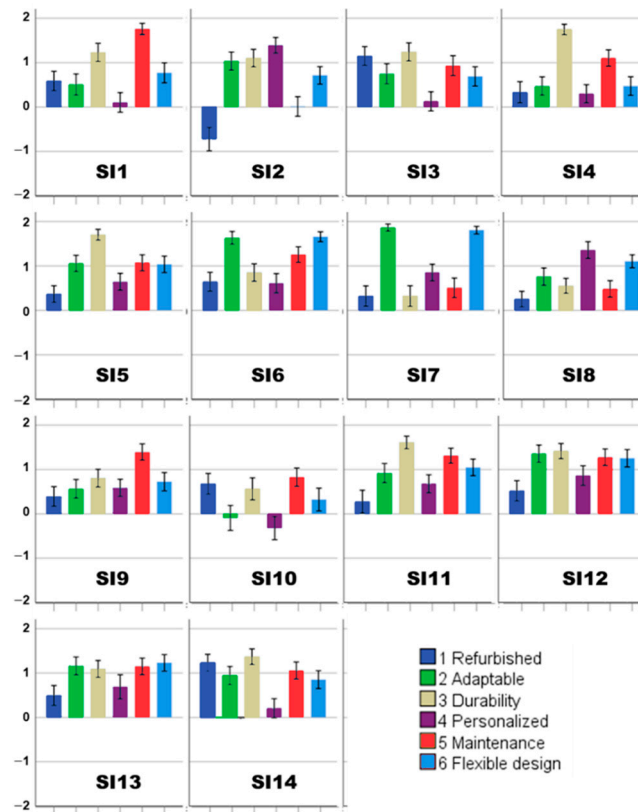 2
1
0
−1
−2
SI1
SI2
SI3
SI4
2
1
0
−1
−2
SI5
SI6
SI7
SI8
2
1
0
−1
−2
SI9
SI10
SI11
SI12
2
1
0
−1
−2
SI13
SI14
1 Refurbished
2 Adaptable
3 Durability
4 Personalized
5 Maintenance
6 Flexible design